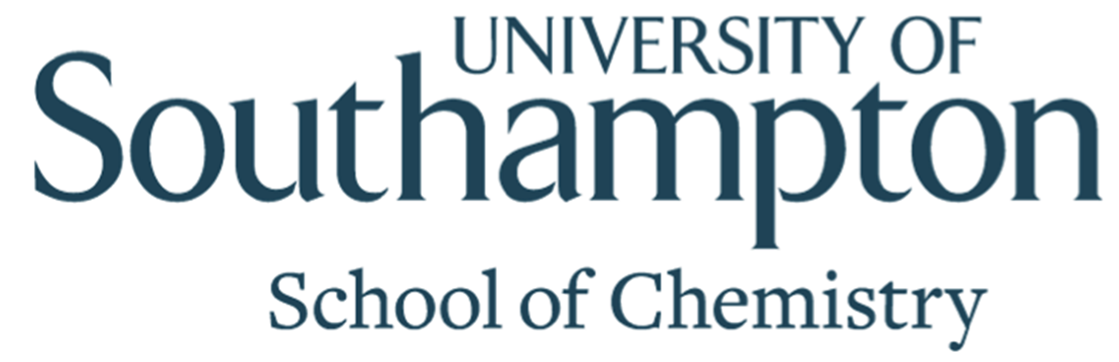 UNIVERSITY OF
Southampton
School of Chemistry